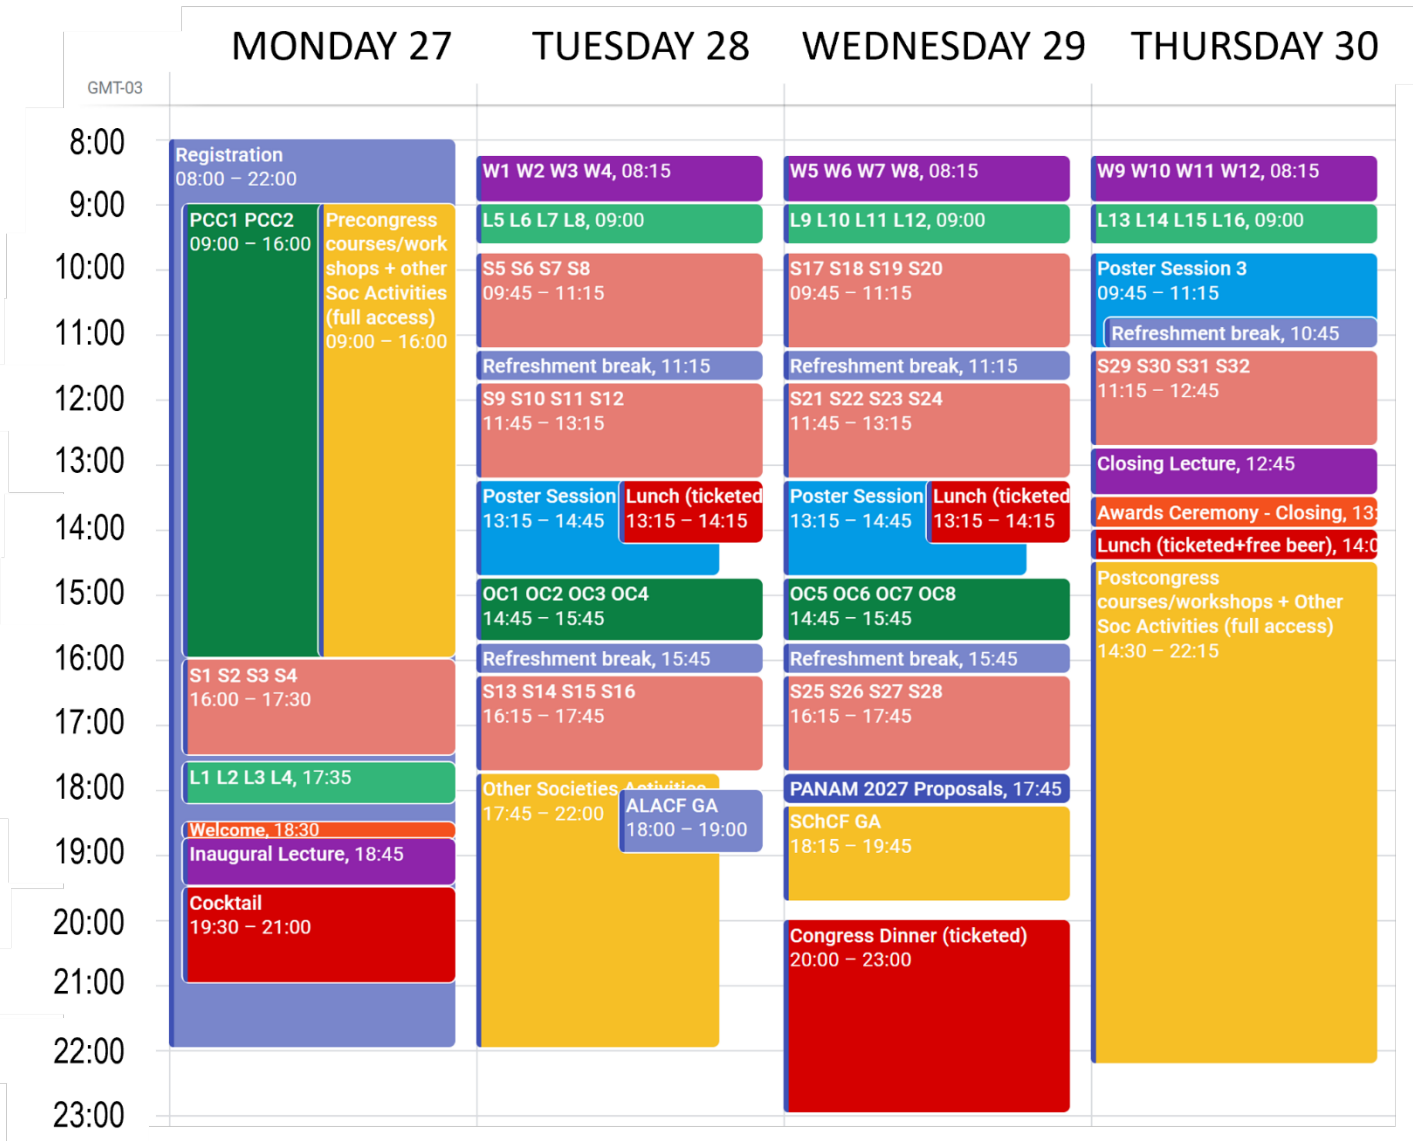 MONDAY 27
TUESDAY 28
WEDNESDAY 29
THURSDAY 30
GMT-03
8:00
9:00
10:00
11:00
12:00
13:00
14:00
15:00
16:00
17:00
18:00
19:00
20:00
21:00
22:00
23:00
Registration
08:00 – 22:00
PCC1 PCC2
09:00 – 16:00
Precongress
courses/work
shops + other
Soc Activities
(full access)
09:00 – 16:00
S1 S2 S3 S4
16:00 – 17:30
L1 L2 L3 L4, 17:35
Welcome, 18:30
Inaugural Lecture, 18:45
Cocktail
19:30 – 21:00
W1 W2 W3 W4, 08:15
L5 L6 L7 L8, 09:00
S5 S6 S7 S8
09:45 – 11:15
Refreshment break, 11:15
S9 S10 S11 S12
11:45 – 13:15
Poster Session
13:15 – 14:45
Lunch (ticketed
13:15 – 14:15
OC1 OC2 OC3 OC4
14:45 – 15:45
Refreshment break, 15:45
S13 S14 S15 S16
16:15 – 17:45
Other Societies Activities
17:45 – 22:00
ALACF GA
18:00 – 19:00
W5 W6 W7 W8, 08:15
L9 L10 L11 L12, 09:00
S17 S18 S19 S20
09:45 – 11:15
Refreshment break, 11:15
S21 S22 S23 S24
11:45 – 13:15
Poster Session
13:15 – 14:45
Lunch (ticketed
13:15 – 14:15
OC5 OC6 OC7 OC8
14:45 – 15:45
Refreshment break, 15:45
S25 S26 S27 S28
16:15 – 17:45
PANAM 2027 Proposals, 17:45
SChCF GA
18:15 – 19:45
Congress Dinner (ticketed)
20:00 – 23:00
W9 W10 W11 W12, 08:15
L13 L14 L15 L16, 09:00
Poster Session 3
09:45 – 11:15
Refreshment break, 10:45
S29 S30 S31 S32
11:15 – 12:45
Closing Lecture, 12:45
Awards Ceremony - Closing, 13:
Lunch (ticketed+free beer), 14:0
Postcongress
courses/workshops + Other
Soc Activities (full access)
14:30 – 22:15